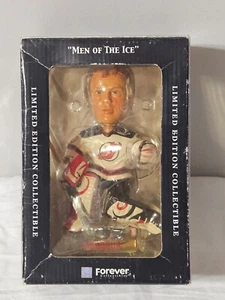 "MEN OF THE ICE"
LIMITED EDITION COLLECTIBLE
LIMITED EDITION COLLECTIBLE
Forever